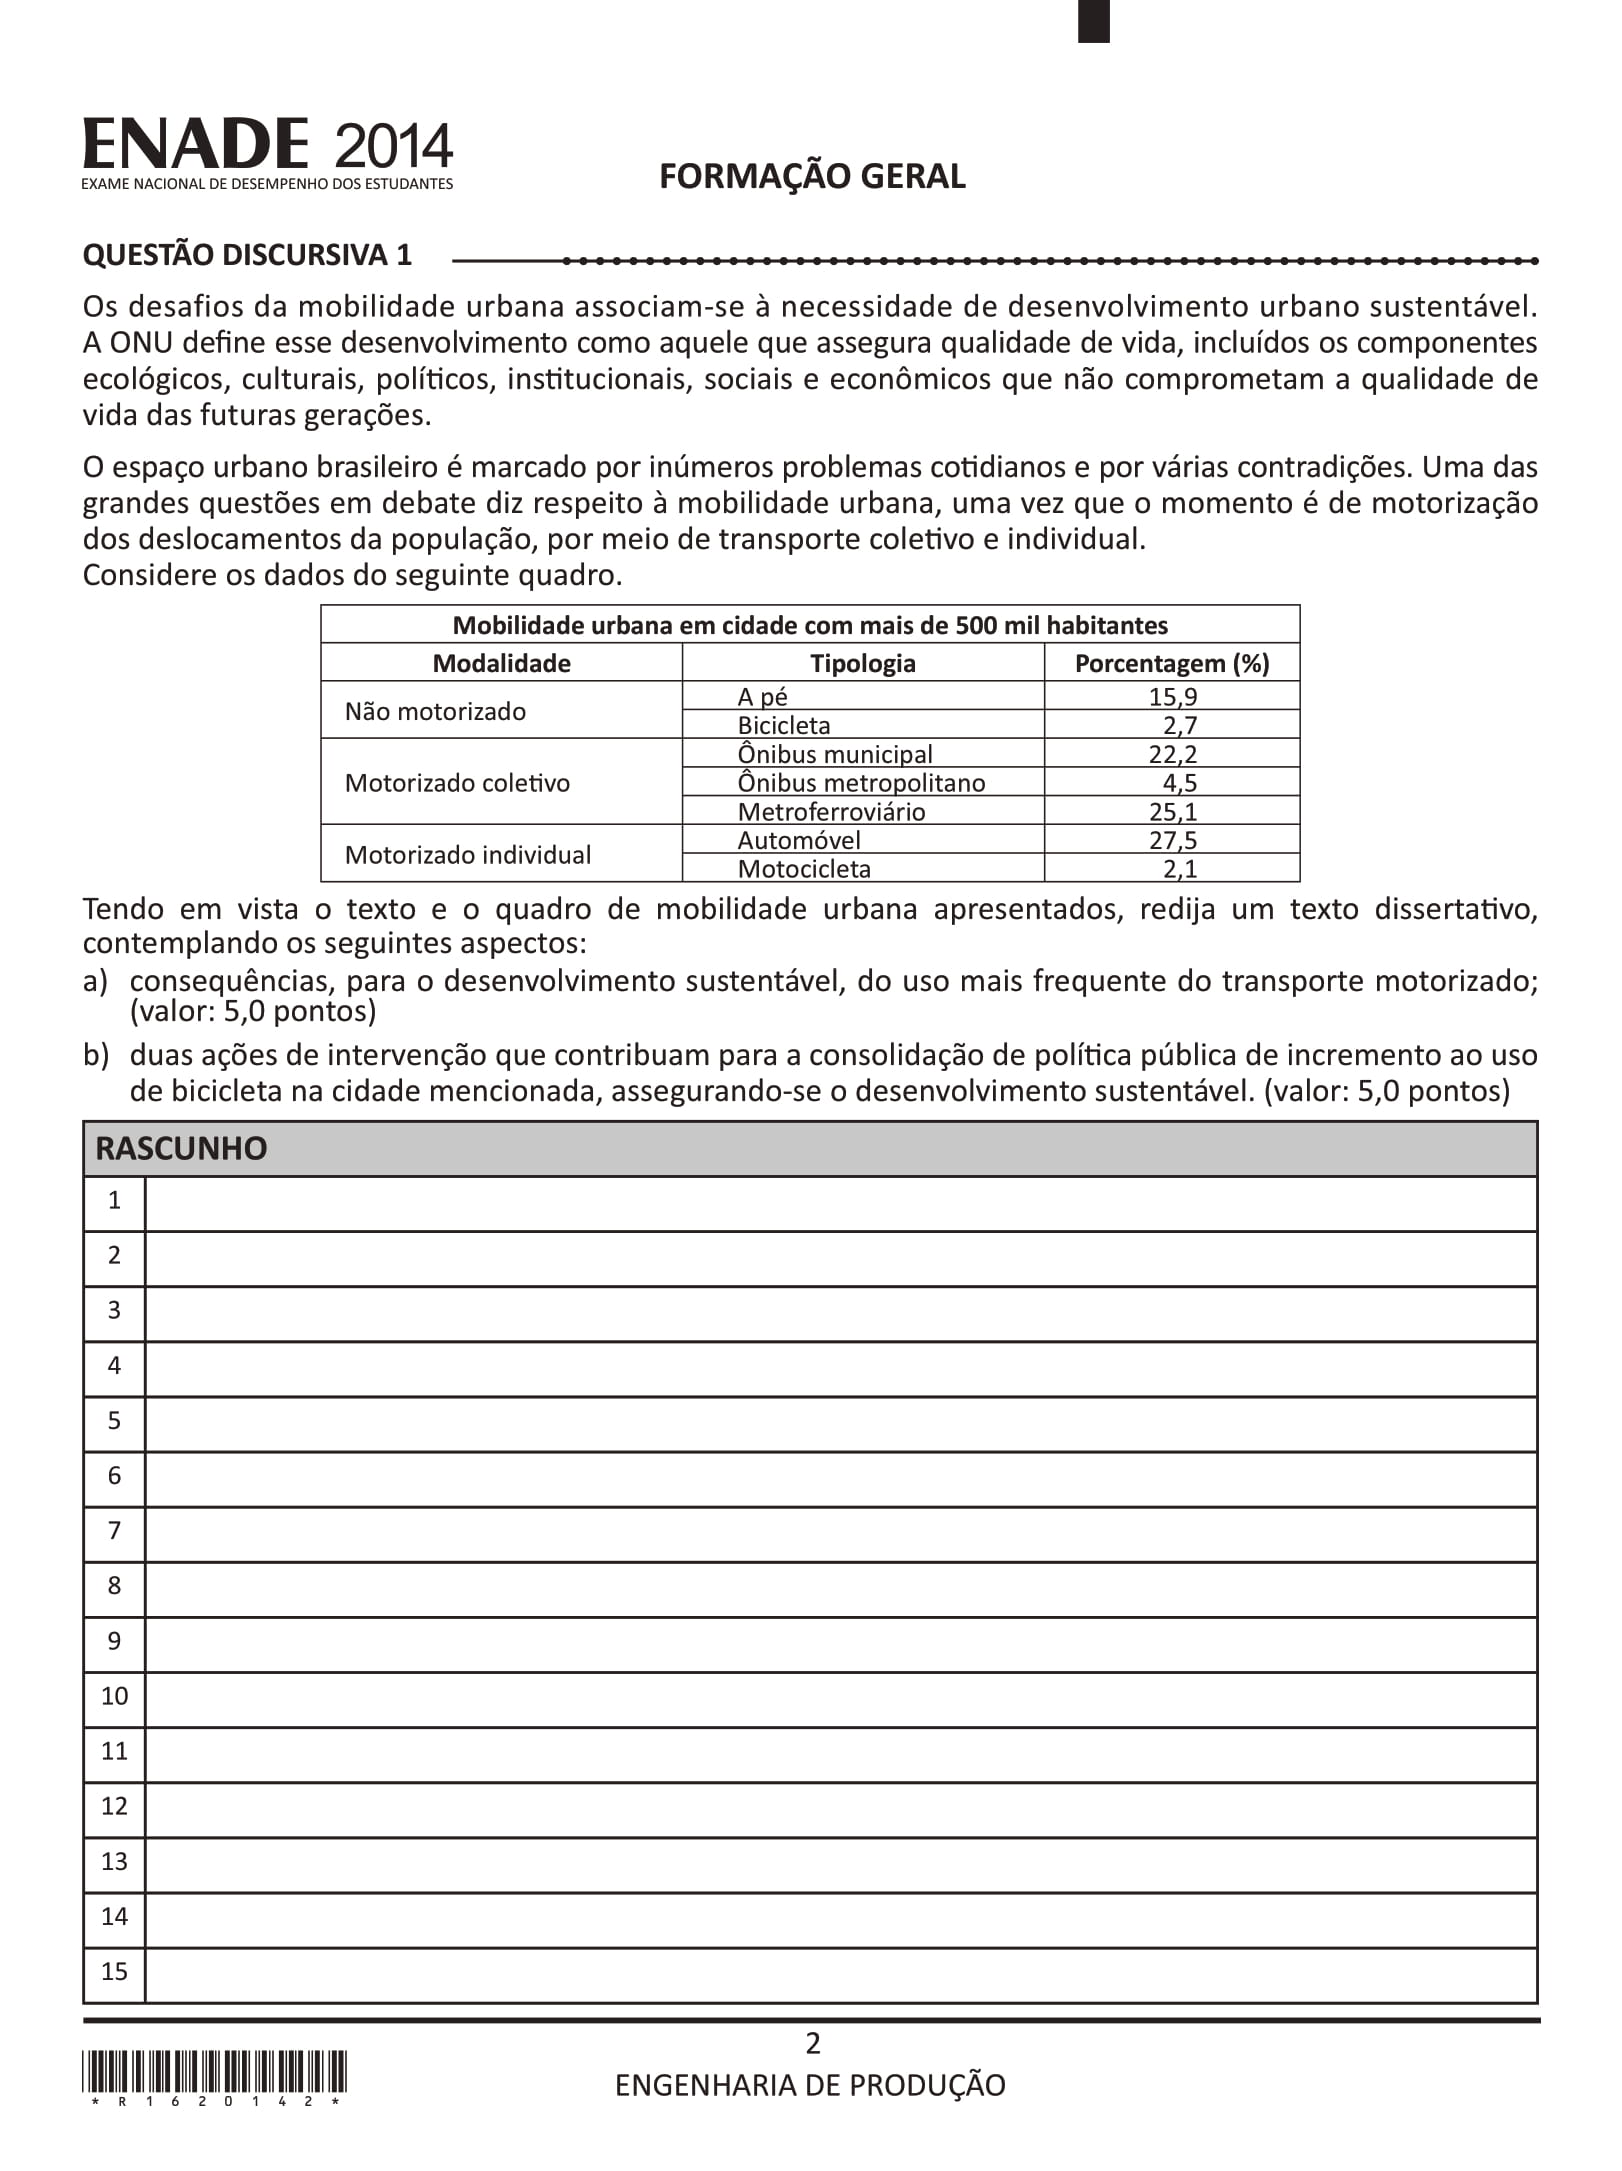 ENADE 2014
EXAME NACIONAL DE DESEMPENHO DOS ESTUDANTES
FORMAÇÃO GERAL
QUESTÃO DISCURSIVA 1
Os desafios da mobilidade urbana associam-se à necessidade de desenvolvimento urbano sustentável.
A ONU define esse desenvolvimento como aquele que assegura qualidade de vida, incluídos os componentes
ecológicos, culturais, políticos, institucionais, sociais e econômicos que não comprometam a qualidade de
vida das futuras gerações.
O espaço urbano brasileiro é marcado por inúmeros problemas cotidianos e por várias contradições. Uma das
grandes questões em debate diz respeito à mobilidade urbana, uma vez que o momento é de motorização
dos deslocamentos da população, por meio de transporte coletivo e individual.
Considere os dados do seguinte quadro.
Mobilidade urbana em cidade com mais de 500 mil habitantes
Modalidade Tipologia Porcentagem (%)
Não motorizado
A pé 15,9
Bicicleta 2,7
Motorizado coletivo
Ônibus municipal 22,2
Ônibus metropolitano 4,5
Metroferroviário 25,1
Motorizado individual
Automóvel 27,5
Motocicleta 2,1
Tendo em vista o texto e o quadro de mobilidade urbana apresentados, redija um texto dissertativo,
contemplando os seguintes aspectos:
a) consequências, para o desenvolvimento sustentável, do uso mais frequente do transporte motorizado;
(valor: 5,0 pontos)
b) duas ações de intervenção que contribuam para a consolidação de política pública de incremento ao uso
de bicicleta na cidade mencionada, assegurando-se o desenvolvimento sustentável. (valor: 5,0 pontos)
RASCUNHO
1
2
3
4
5
6
7
8
9
10
11
12
13
14
15
2
ENGENHARIA DE PRODUÇÃO
*R1620142*